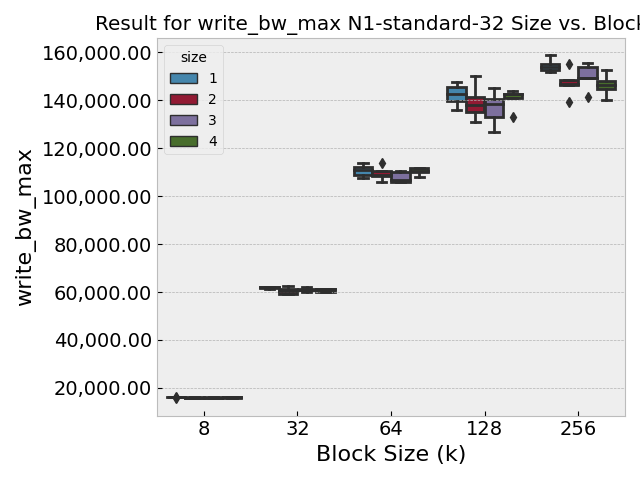 Result for write_bw_max N1-standard-32 Size vs. Block
160,000.00
140,000.00
120,000.00
100,000.00
80,000.00
60,000.00
40,000.00
20,000.00
write_bw_max
size
1
2
3
4
8 32 64 128 256
Block Size (k)